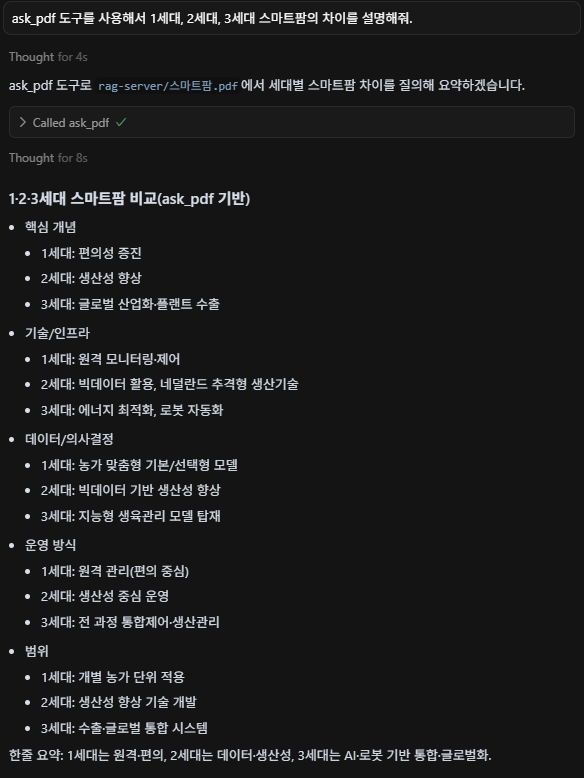 ask_pdf 도구를 사용해서 1세대, 2세대, 3세대 스마트팜의 차이를 설명해줘.
Thought for 4s
ask_pdf 도구로 rag-server/스마트팜.pdf 에서 세대별 스마트팜 차이를 질의해 요약하겠습니다.
> Called ask_pdf ✓
Thought for 8s
1·2·3세대 스마트팜 비교(ask_pdf 기반)
• 핵심 개념
• 1세대: 편의성 증진
• 2세대: 생산성 향상
• 3세대: 글로벌 산업화·플랜트 수출
• 기술/인프라
• 1세대: 원격 모니터링·제어
• 2세대: 빅데이터 활용, 네덜란드 추격형 생산기술
• 3세대: 에너지 최적화, 로봇 자동화
• 데이터/의사결정
• 1세대: 농가 맞춤형 기본/선택형 모델
• 2세대: 빅데이터 기반 생산성 향상
• 3세대: 지능형 생육관리 모델 탑재
• 운영 방식
• 1세대: 원격 관리(편의 중심)
• 2세대: 생산성 중심 운영
• 3세대: 전 과정 통합제어·생산관리
• 범위
• 1세대: 개별 농가 단위 적용
• 2세대: 생산성 향상 기술 개발
• 3세대: 수출·글로벌 통합 시스템
한줄 요약: 1세대는 원격·편의, 2세대는 데이터·생산성, 3세대는 AI·로봇 기반 통합·글로벌화.